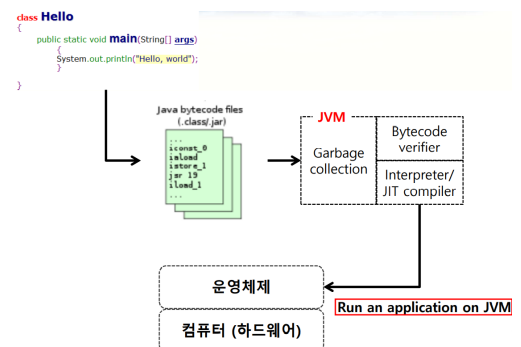 class Hello
{
public static void main(String[] args)
{
System.out.println("Hello, world");
}
}
Java bytecode files
(.class/.jar)
...
iconst_0
imload
istore_1
jsr 19
iload_1
...
JVM
Garbage
collection
Bytecode
verifier
Interpreter/
JIT compiler
운영체제
Run an application on JVM
컴퓨터 (하드웨어)